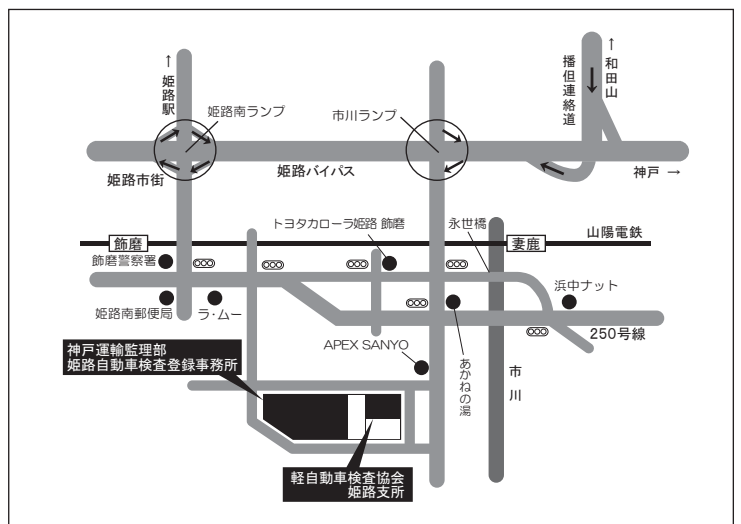 ↑
姫路駅
姫路南ランプ
市川ランプ
播但連絡道
↑
和田山
姫路市街
姫路バイパス
神戸 →
トヨタカローラ姫路 飾磨
永世橋
山陽電鉄
飾磨
妻鹿
飾磨警察署
浜中ナット
姫路南郵便局
ラ・ムー
250号線
APEX SANYO
あかねの湯
市川
神戸運輸監理部
姫路自動車検査登録事務所
軽自動車検査協会
姫路支所